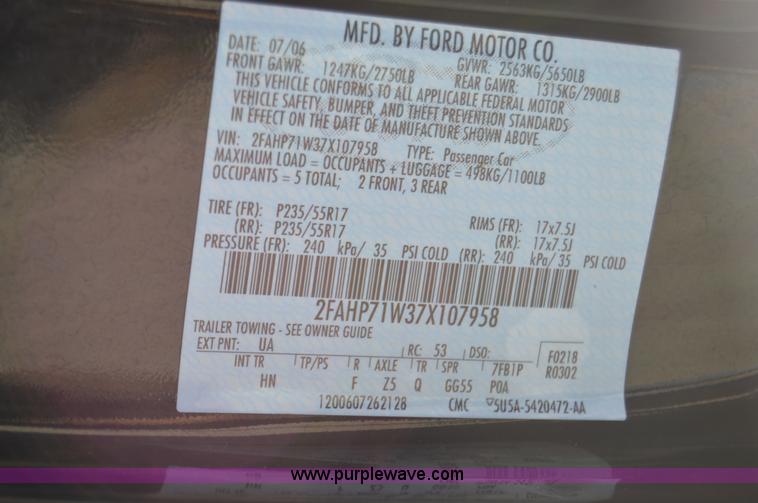 MFD. BY FORD MOTOR CO.
DATE: 07/06 GVWR: 2563KG/5650LB
FRONT GAWR: 1247KG/2750LB REAR GAWR: 1315KG/2900LB
THIS VEHICLE CONFORMS TO ALL APPLICABLE FEDERAL MOTOR
VEHICLE SAFETY, BUMPER, AND THEFT PREVENTION STANDARDS
IN EFFECT ON THE DATE OF MANUFACTURE SHOWN ABOVE.
VIN: 2FAHP71W37X107958 TYPE: Passenger Car
MAXIMUM LOAD = OCCUPANTS + LUGGAGE = 498KG/1100LB
OCCUPANTS = 5 TOTAL; 2 FRONT, 3 REAR
TIRE (FR): P235/55R17 RIMS (FR): 17x7.5J
(RR): P235/55R17 (RR): 17x7.5J
PRESSURE (FR): 240 kPa/ 35 PSI COLD (RR): 240 kPa/ 35 PSI COLD
2FAHP71W37X107958
TRAILER TOWING - SEE OWNER GUIDE
EXT PNT: UA RC: 53 DSO: F0218
INT TR TP/PS R AXLE TR SPR 7FB1P R0302
HN F Z5 Q GG55 P0A
1200607262128 CMC 5U5A-5420472-AA
www.purplewave.com